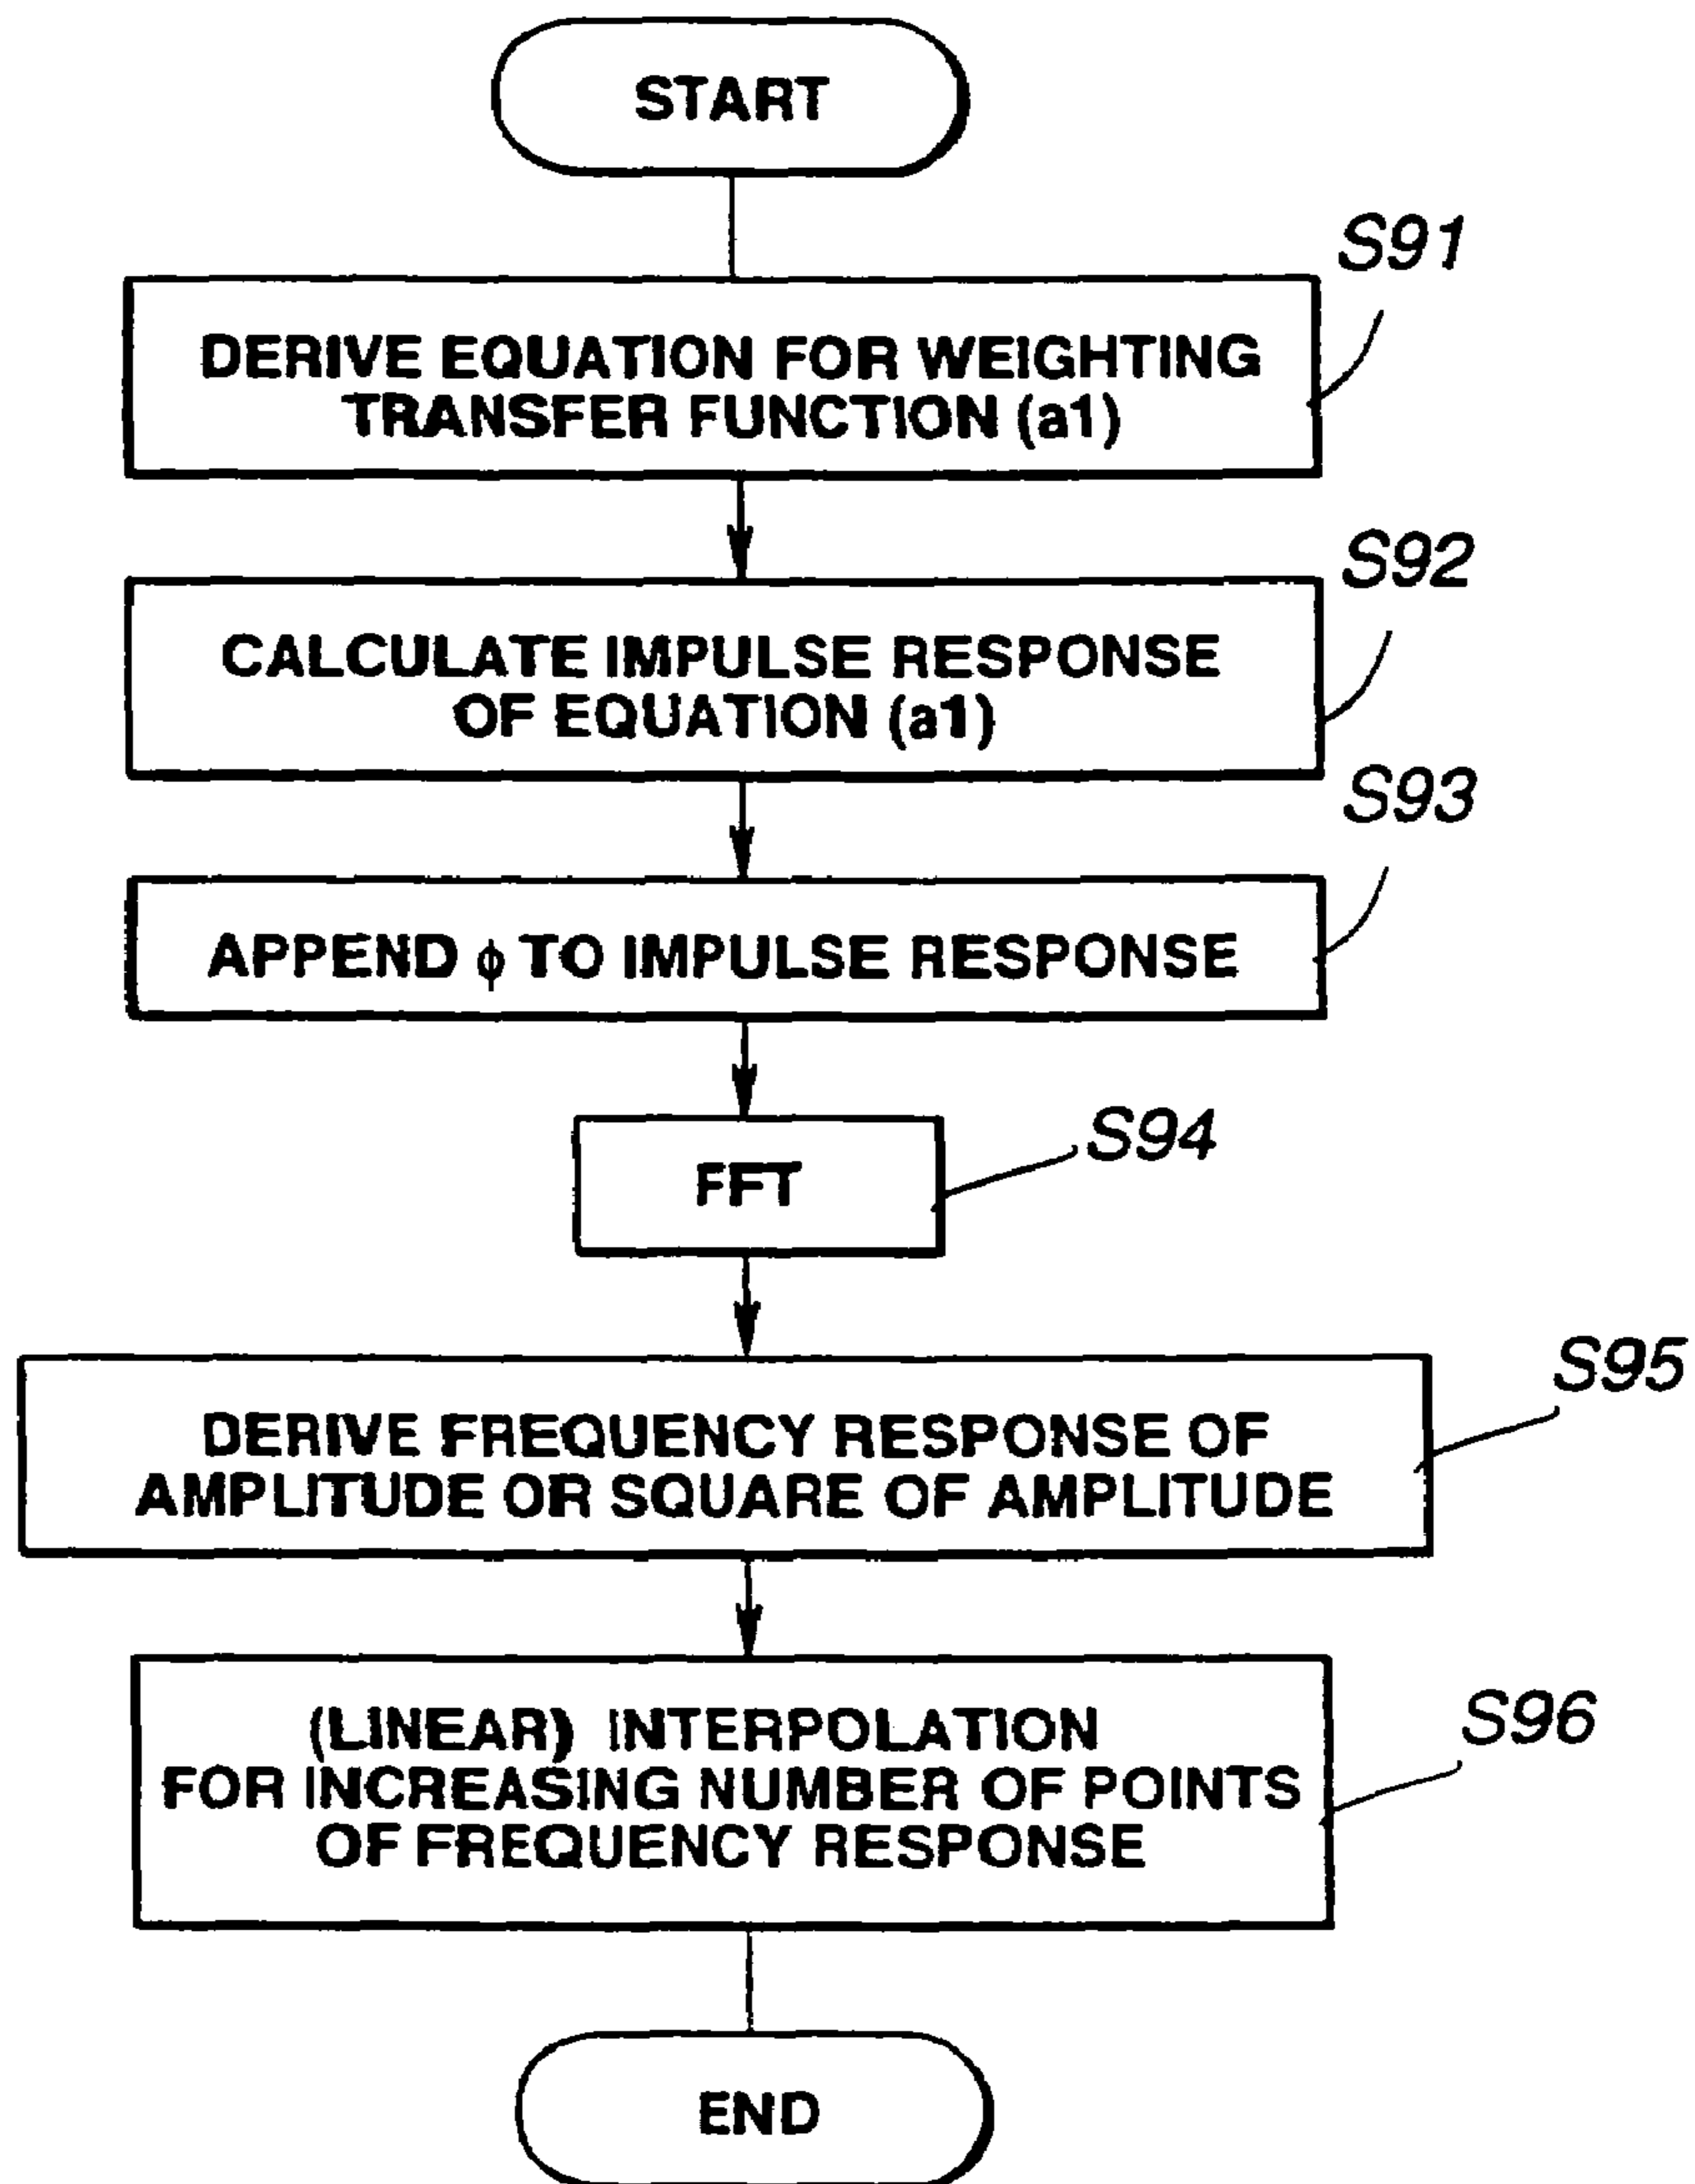 START
S91
DERIVE EQUATION FOR WEIGHTING
TRANSFER FUNCTION (a1)
S92
CALCULATE IMPULSE RESPONSE
OF EQUATION (a1)
S93
APPEND ϕ TO IMPULSE RESPONSE
S94
FFT
S95
DERIVE FREQUENCY RESPONSE OF
AMPLITUDE OR SQUARE OF AMPLITUDE
S96
(LINEAR) INTERPOLATION
FOR INCREASING NUMBER OF POINTS
OF FREQUENCY RESPONSE
END